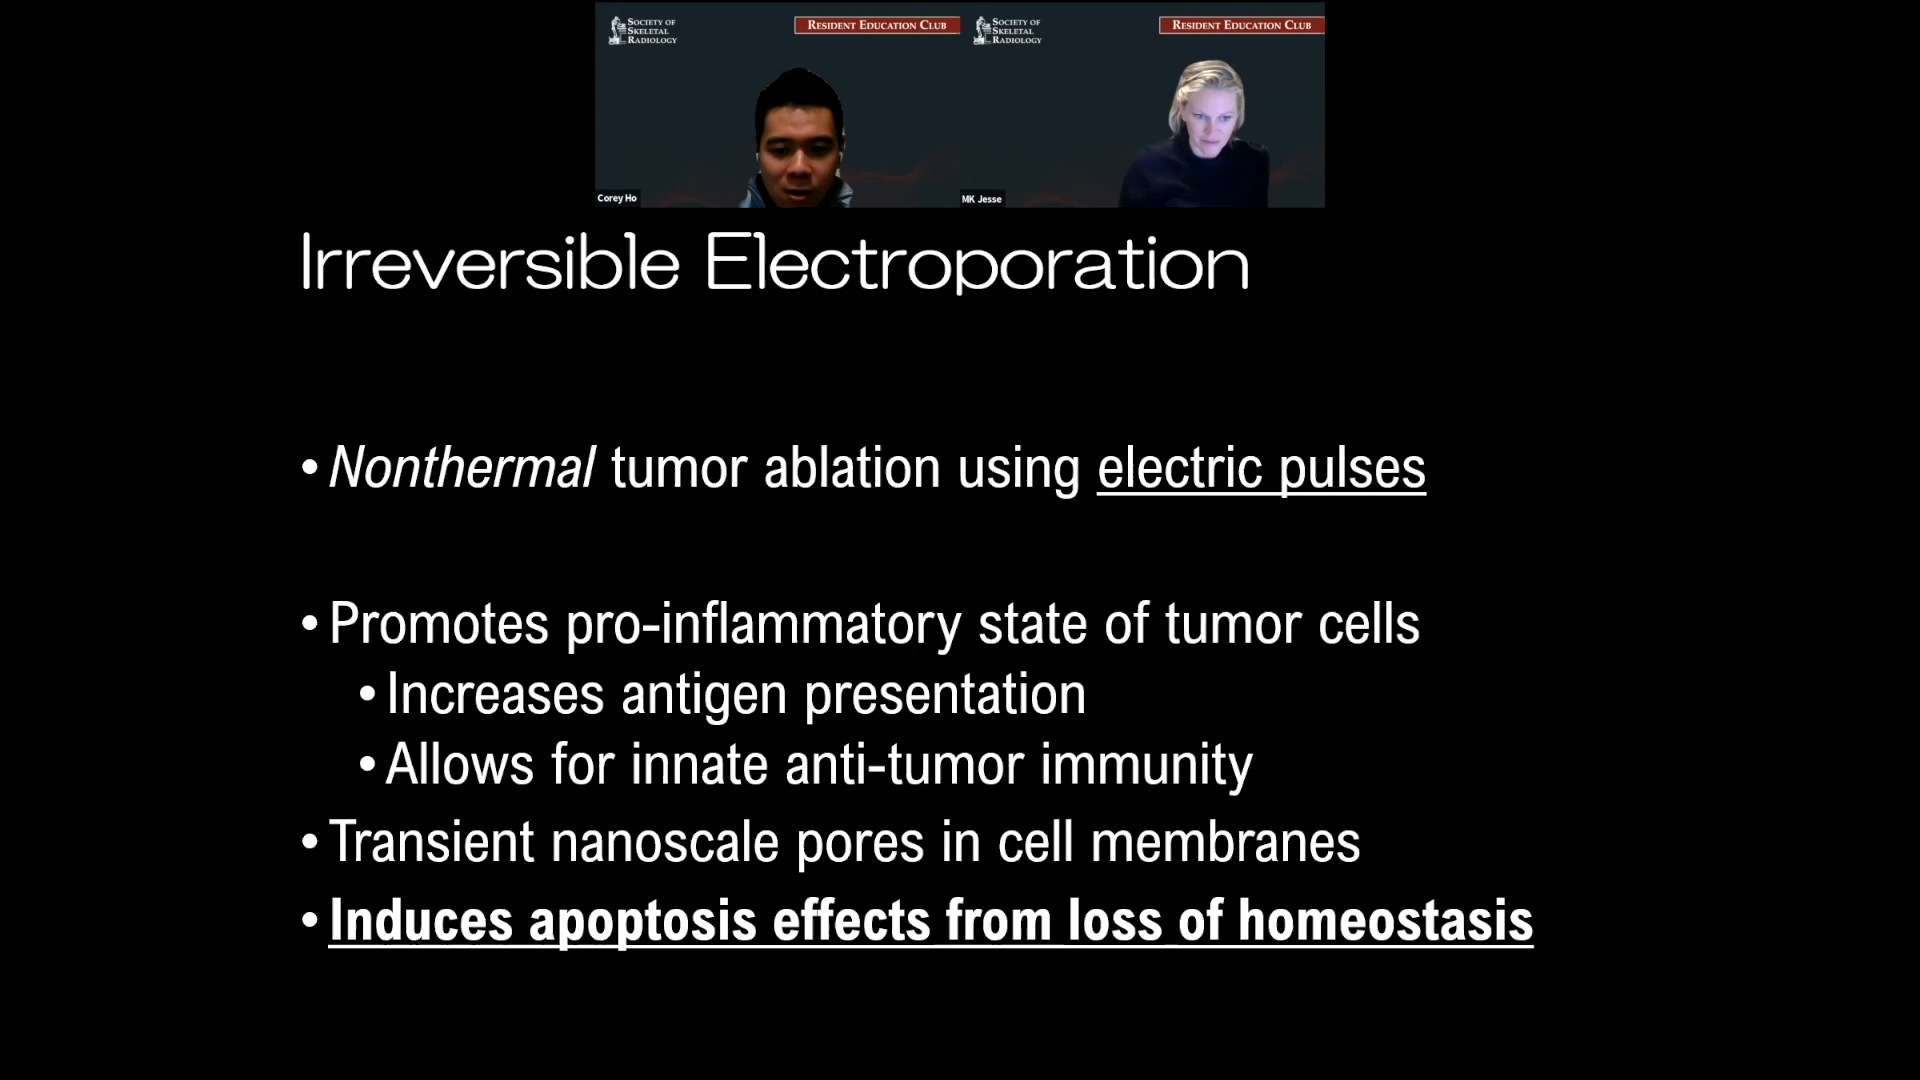 SOCIETY OF
SKELETAL
RADIOLOGY
RESIDENT EDUCATION CLUB
SOCIETY OF
SKELETAL
RADIOLOGY
RESIDENT EDUCATION CLUB
Corey Ho
MK Jesse
Irreversible Electroporation
• Nonthermal tumor ablation using electric pulses
• Promotes pro-inflammatory state of tumor cells
• Increases antigen presentation
• Allows for innate anti-tumor immunity
• Transient nanoscale pores in cell membranes
• Induces apoptosis effects from loss of homeostasis